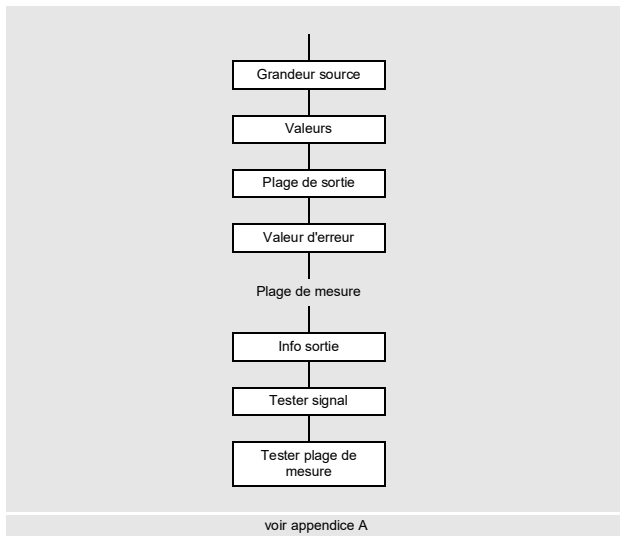 Grandeur source
Valeurs
Plage de sortie
Valeur d'erreur
Plage de mesure
Info sortie
Tester signal
Tester plage de
mesure
voir appendice A